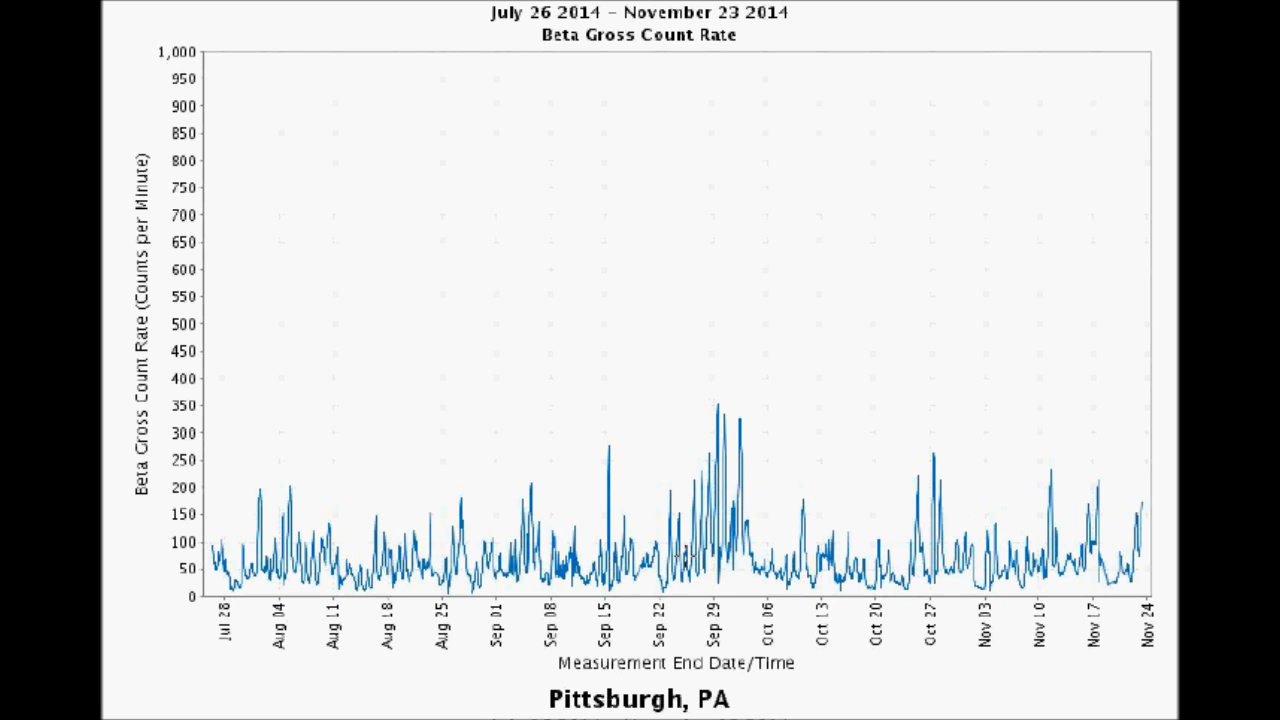 July 26 2014 - November 23 2014
Beta Gross Count Rate
1,000
950
900
850
800
750
700
650
600
550
500
450
400
350
300
250
200
150
100
50
0
Beta Gross Count Rate (Counts per Minute)
Jul 28
Aug 04
Aug 11
Aug 18
Aug 25
Sep 01
Sep 08
Sep 15
Sep 22
Sep 29
Oct 06
Oct 13
Oct 20
Oct 27
Nov 03
Nov 10
Nov 17
Nov 24
Measurement End Date/Time
Pittsburgh, PA